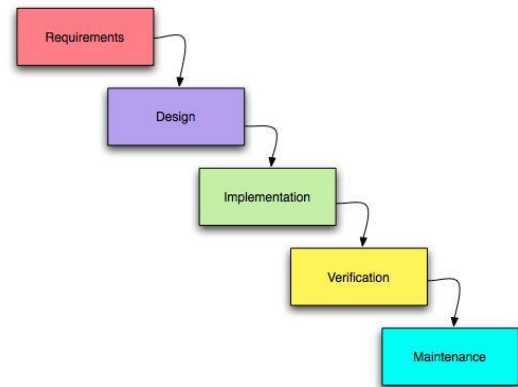 Requirements
Design
Implementation
Verification
Maintenance